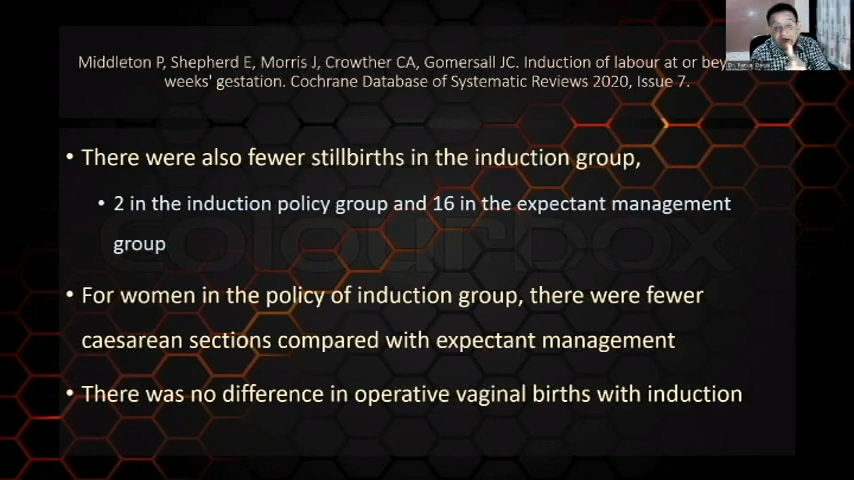 Middleton P, Shepherd E, Morris J, Crowther CA, Gomersall JC. Induction of labour at or bey
weeks' gestation. Cochrane Database of Systematic Reviews 2020, Issue 7.
• There were also fewer stillbirths in the induction group,
• 2 in the induction policy group and 16 in the expectant management
group
colourbox
• For women in the policy of induction group, there were fewer
caesarean sections compared with expectant management
• There was no difference in operative vaginal births with induction